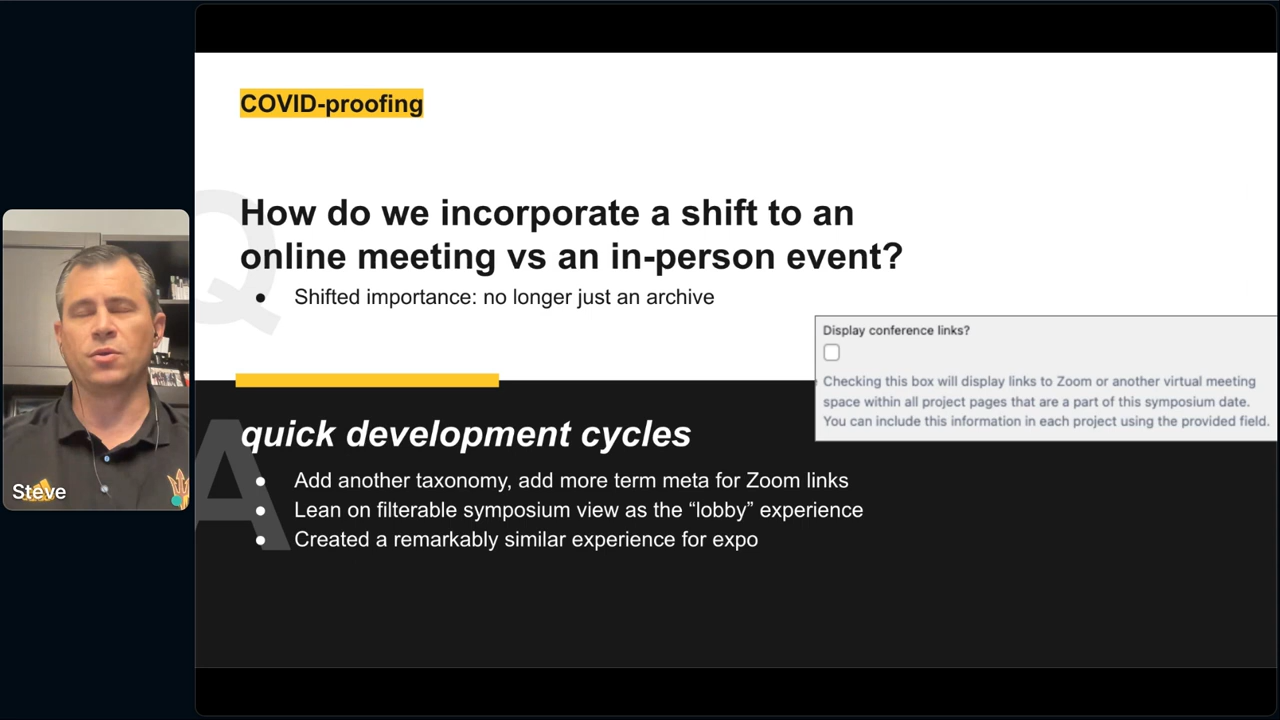 COVID-proofing
How do we incorporate a shift to an
online meeting vs an in-person event?
● Shifted importance: no longer just an archive
Display conference links?
Checking this box will display links to Zoom or another virtual meeting
space within all project pages that are a part of this symposium date.
You can include this information in each project using the provided field.
quick development cycles
● Add another taxonomy, add more term meta for Zoom links
● Lean on filterable symposium view as the “lobby” experience
● Created a remarkably similar experience for expo
Q
A
Steve